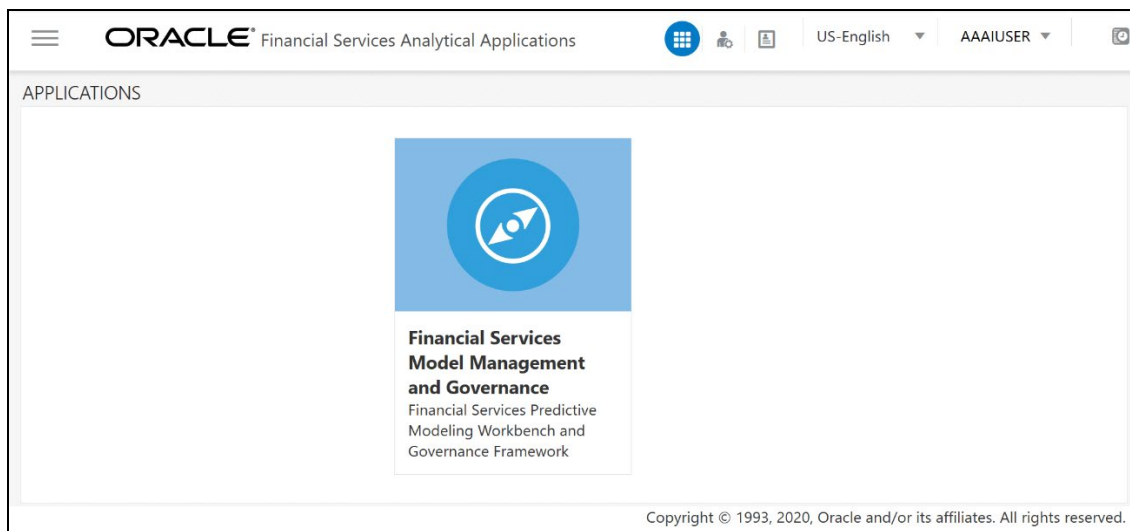 ORACLE® Financial Services Analytical Applications US-English AAAIUSER
APPLICATIONS
Financial Services
Model Management
and Governance
Financial Services Predictive
Modeling Workbench and
Governance Framework
Copyright © 1993, 2020, Oracle and/or its affiliates. All rights reserved.